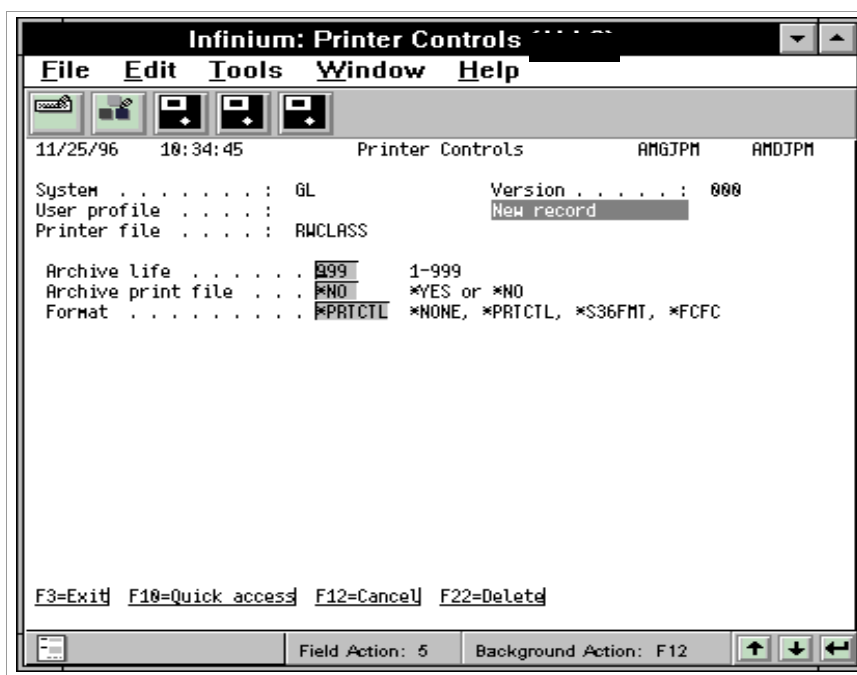 Infinium: Printer Controls
File Edit Tools Window Help
11/25/96 10:34:45 Printer Controls AMGJPM AMDJPM
System . . . . . . . : GL Version . . . . . : 000
User profile . . . . : New record
Printer file . . . . : RWCLASS
Archive life . . . . . . 999 1-999
Archive print file . . . *NO *YES or *NO
Format . . . . . . . . . *PRTCTL *NONE, *PRTCTL, *S36FMT, *FCFC
F3=Exit F10=Quick access F12=Cancel F22=Delete
Field Action: 5 Background Action: F12